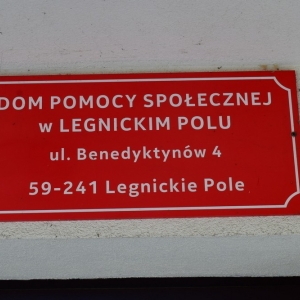 DOM POMOCY SPOŁECZNEJ
w LEGNICKIM POLU
ul. Benedyktynów 4
59-241 Legnickie Pole